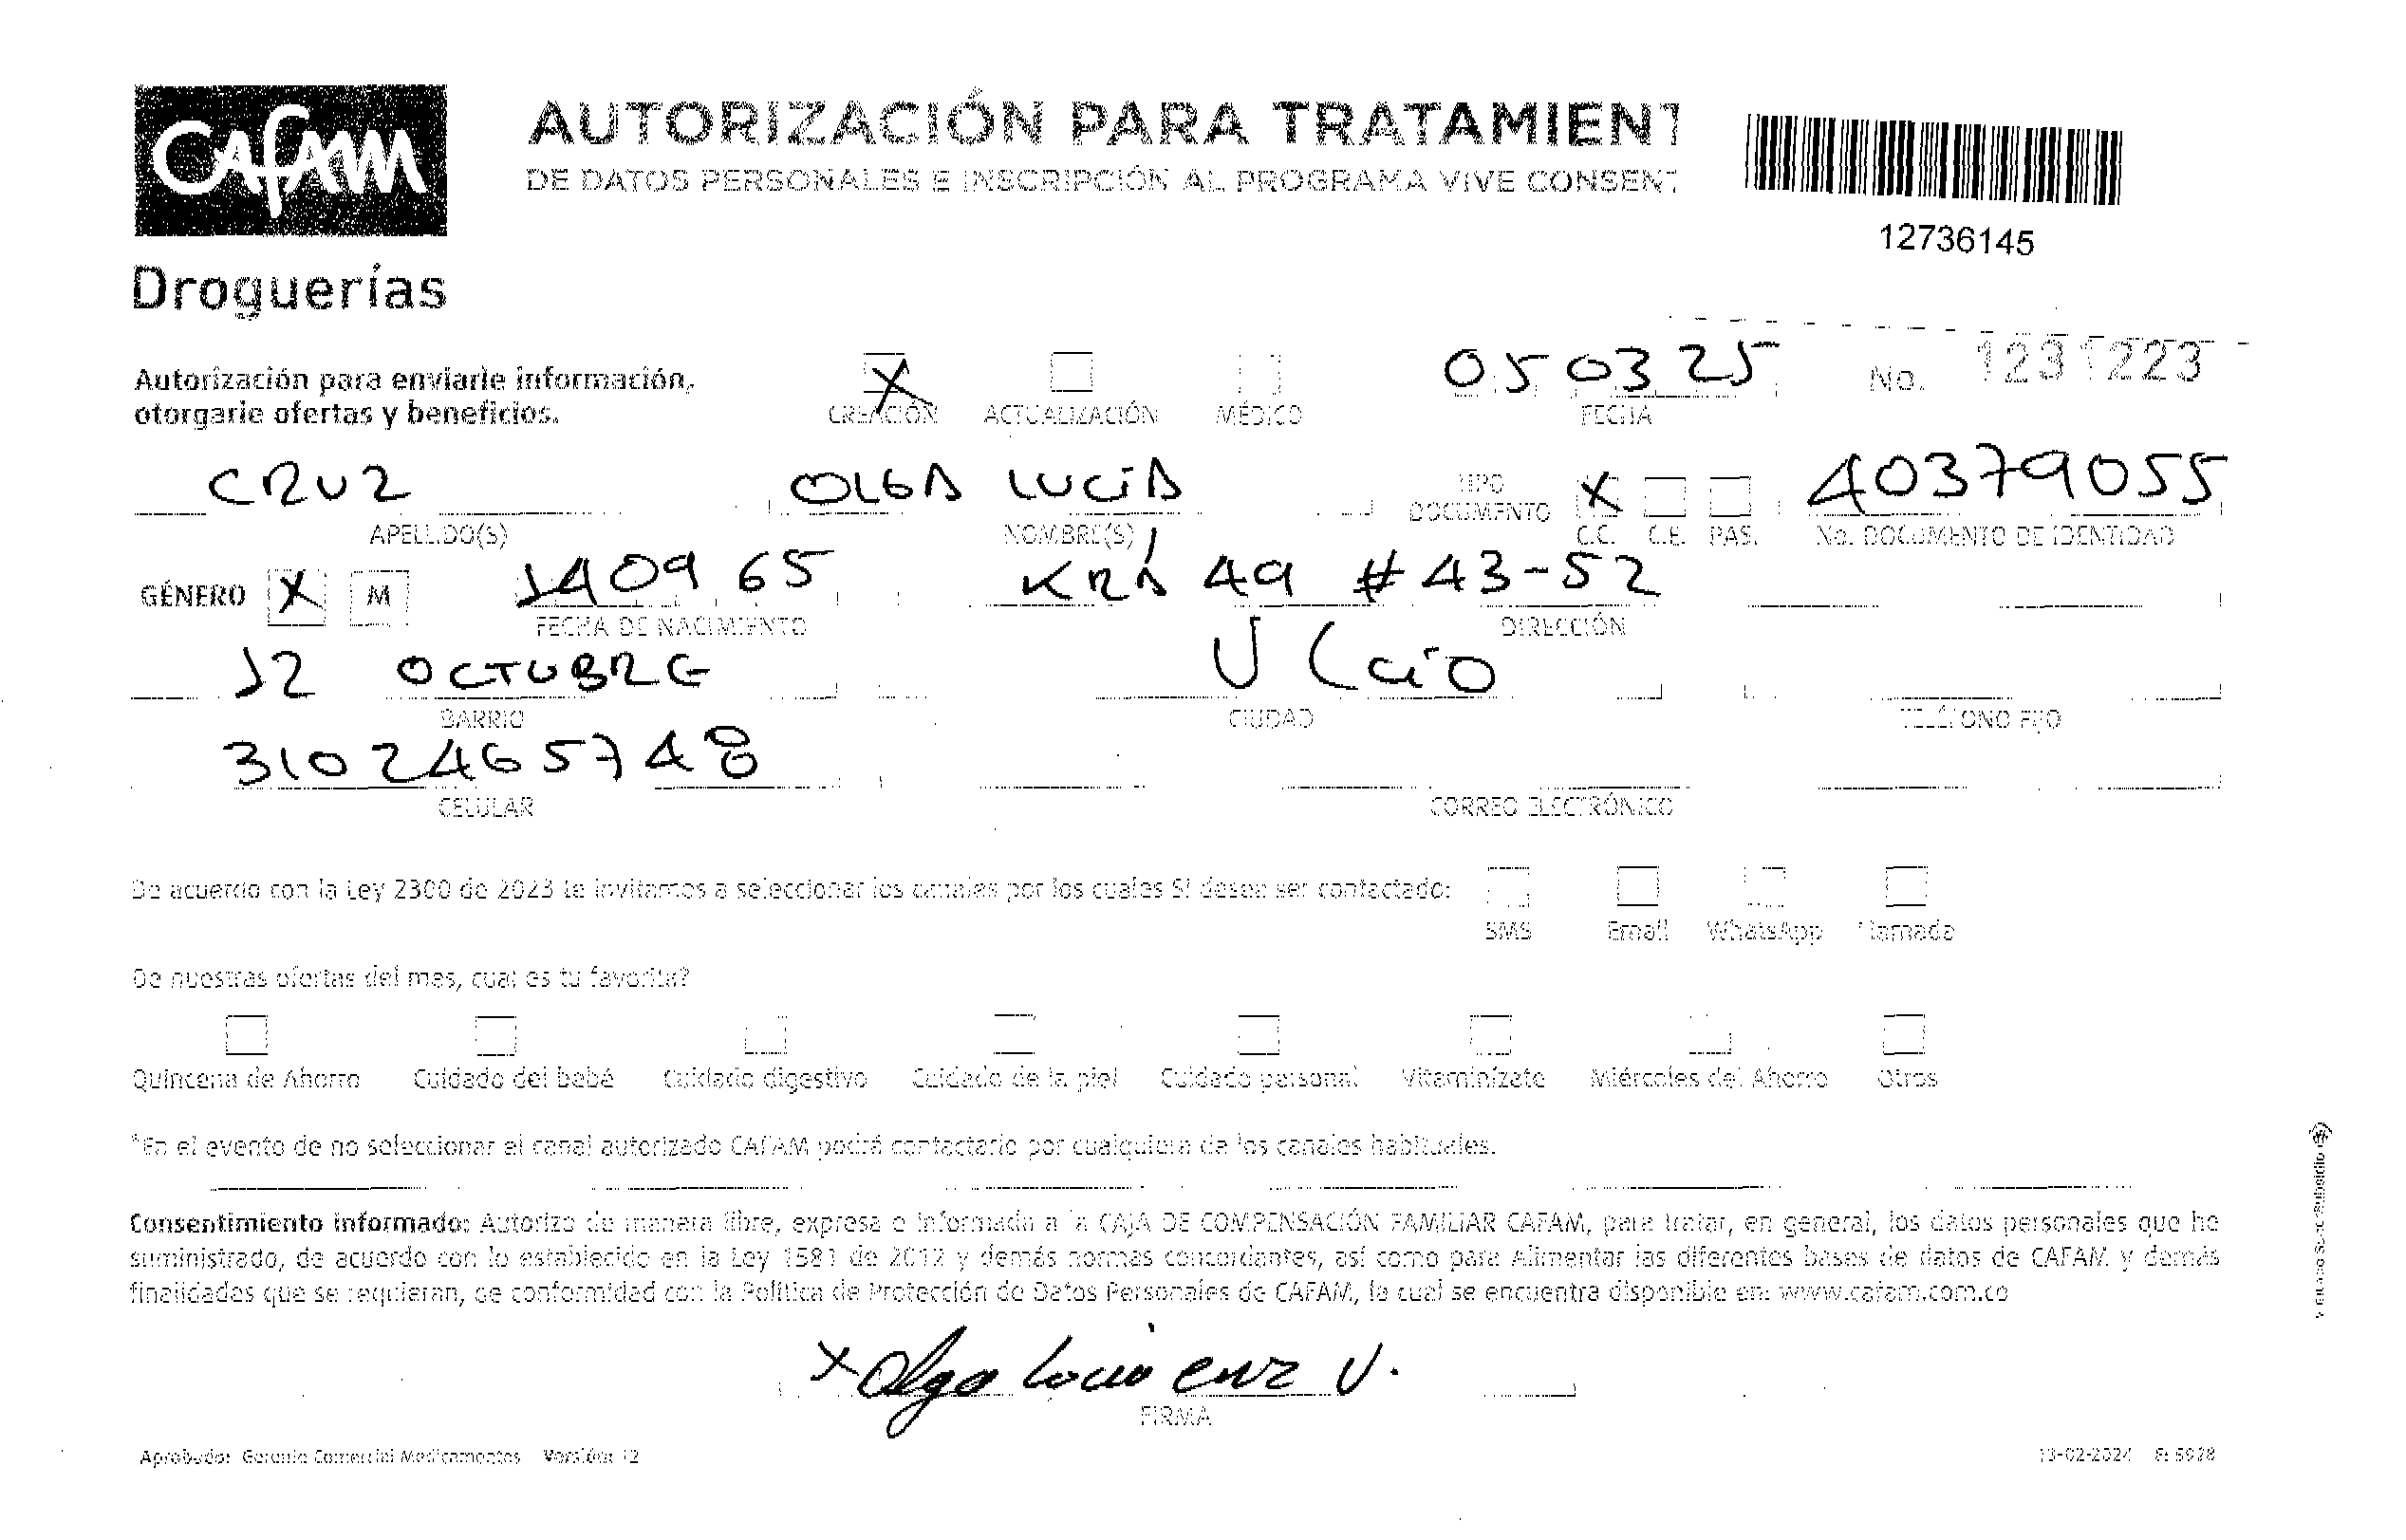 CAFAM
Droguerías
AUTORIZACIÓN PARA TRATAMIENT
DE DATOS PERSONALES E INSCRIPCIÓN AL PROGRAMA VIVE CONSENT
12736145
Autorización para enviarle información,
otorgarle ofertas y beneficios.
X CREACIÓN ACTUALIZACIÓN MÉDICO
050325
FECHA
No. 1231223
CRUZ OLGA LUCIA X 40379055
APELLIDO(S) NOMBRE(S) TIPO DOCUMENTO C.C. C.E. PAS. No. DOCUMENTO DE IDENTIDAD
GÉNERO X M 140965 KRA 49 # 43-52
FECHA DE NACIMIENTO DIRECCIÓN
12 OCTUBRE V/cio
BARRIO CIUDAD TELÉFONO FIJO
3102465748
CELULAR CORREO ELECTRÓNICO
De acuerdo con la Ley 2300 de 2023 te invitamos a seleccionar los canales por los cuales SÍ desea ser contactado:
SMS Email WhatsApp Llamada
De nuestras ofertas del mes, cual es tu favorita?
Quincena de Ahorro Cuidado del bebé Cuidado digestivo Cuidado de la piel Cuidado personal Vitaminízate Miércoles del Ahorro Otros
*En el evento de no seleccionar el canal autorizado CAFAM podrá contactarlo por cualquiera de los canales habituales.
Consentimiento informado: Autorizo de manera libre, expresa e informada a la CAJA DE COMPENSACIÓN FAMILIAR CAFAM, para tratar, en general, los datos personales que he
suministrado, de acuerdo con lo establecido en la Ley 1581 de 2012 y demás normas concordantes, así como para Alimentar las diferentes bases de datos de CAFAM y demás
finalidades que se requieran, de conformidad con la Política de Protección de Datos Personales de CAFAM, la cual se encuentra disponible en: www.cafam.com.co
x Olga Lucia Cruz V.
FIRMA
Aprobado: Gerencia Comercial Medicamentos Versión: 12
13-02-2024